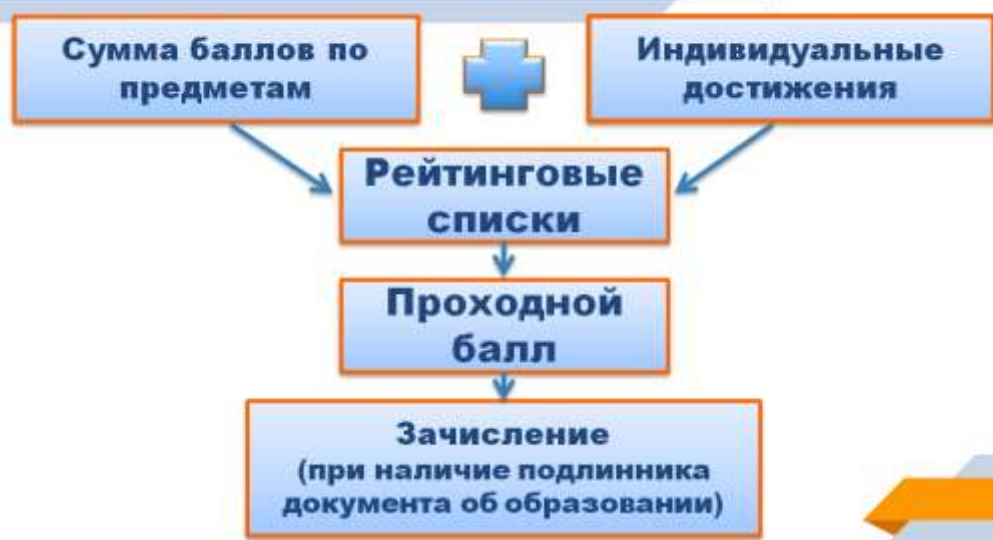 Сумма баллов по
предметам
Индивидуальные
достижения
Рейтинговые
списки
Проходной
балл
Зачисление
(при наличие подлинника
документа об образовании)